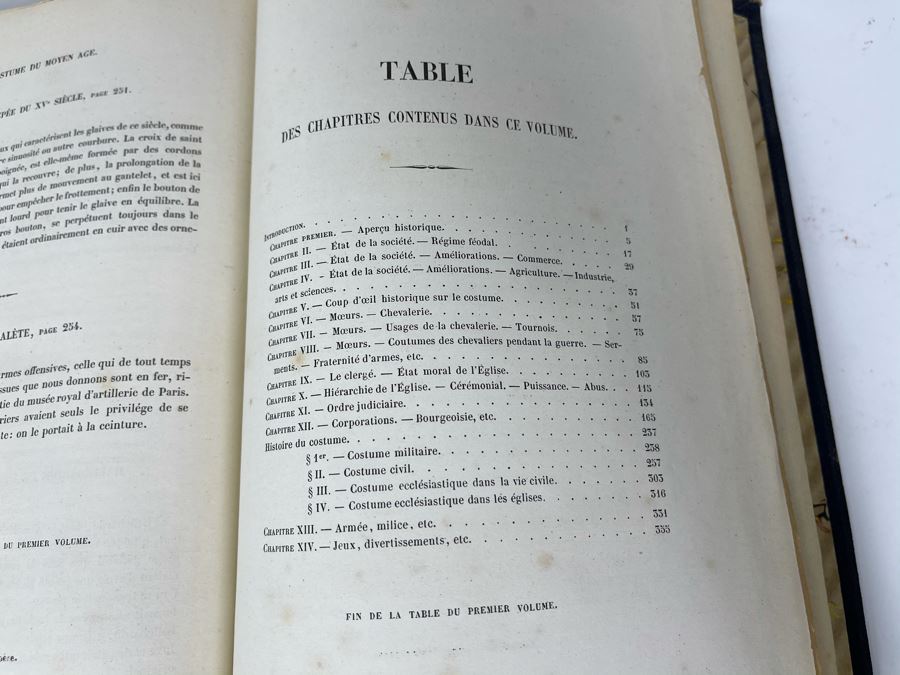 STUME DU MOYEN AGE.
PÉE DU XVe SIÈCLE, PAGE 251.
ux qui caractérisent les glaives de ce siècle, comme
e sinuosité ou autre courbure. La croix de saint
oignée, est elle-même formée par des cordons
qui la recouvre; de plus, la prolongation de la
rmet plus de mouvement au gantelet, et est ici
pour empêcher le frottement; enfin le bouton de
nt lourd pour tenir le glaive en équilibre. La
ros bouton, se perpétuent toujours dans le
étaient ordinairement en cuir avec des orne-
ALÈTE, PAGE 254.
rmes offensives, celle qui de tout temps
ssues que nous donnons sont en fer, ri-
tie du musée royal d'artillerie de Paris.
riers avaient seuls le privilége de se
te: on le portait à la ceinture.
DU PREMIER VOLUME.
TABLE
DES CHAPITRES CONTENUS DANS CE VOLUME.
INTRODUCTION. 1
CHAPITRE PREMIER. — Aperçu historique. 5
CHAPITRE II. — État de la société. — Régime féodal. 17
CHAPITRE III. — État de la société. — Améliorations. — Commerce. 29
CHAPITRE IV. - État de la société. — Améliorations. — Agriculture. — Industrie,
arts et sciences. 37
CHAPITRE V. — Coup d'œil historique sur le costume. 51
CHAPITRE VI. — Mœurs. — Chevalerie. 57
CHAPITRE VII. — Mœurs. — Usages de la chevalerie. — Tournois. 75
CHAPITRE VIII. — Mœurs. — Coutumes des chevaliers pendant la guerre. — Ser-
ments. — Fraternité d'armes, etc. 85
CHAPITRE IX. — Le clergé. — État moral de l'Église. 103
CHAPITRE X. — Hiérarchie de l'Église. — Cérémonial. — Puissance. — Abus. 115
CHAPITRE XI. — Ordre judiciaire. 134
CHAPITRE XII. — Corporations. — Bourgeoisie, etc. 165
Histoire du costume. 237
§ 1er. — Costume militaire. 238
§ II. — Costume civil. 257
§ III. — Costume ecclésiastique dans la vie civile. 303
§ IV. — Costume ecclésiastique dans les églises. 316
CHAPITRE XIII. — Armée, milice, etc. 331
CHAPITRE XIV. — Jeux, divertissements, etc. 355
FIN DE LA TABLE DU PREMIER VOLUME.